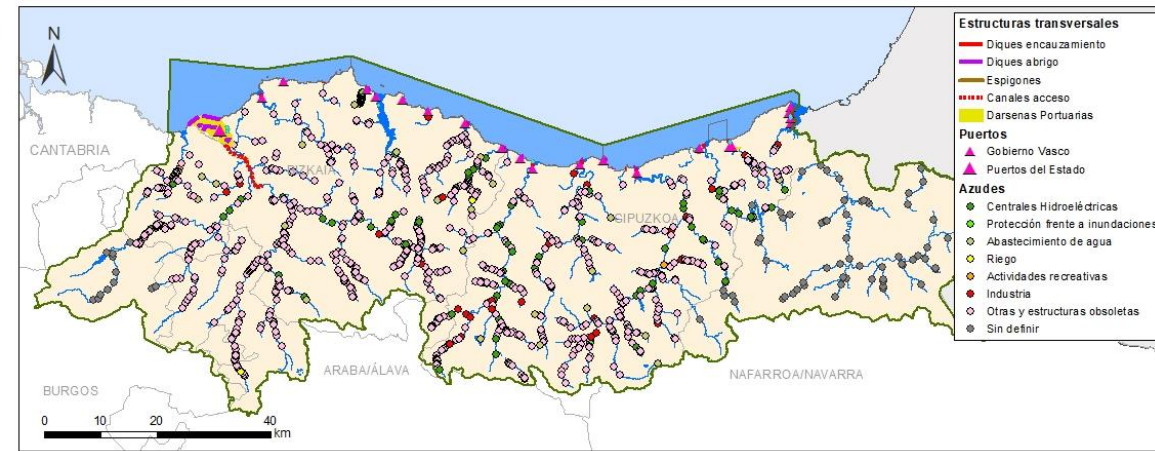 N
CANTABRIA
BIZKAIA
GIPUZKOA
ARABA/ÁLAVA
NAFARROA/NAVARRA
BURGOS
0 10 20 40
km
Estructuras transversales
Diques encauzamiento
Diques abrigo
Espigones
Canales acceso
Darsenas Portuarias
Puertos
Gobierno Vasco
Puertos del Estado
Azudes
Centrales Hidroeléctricas
Protección frente a inundaciones
Abastecimiento de agua
Riego
Actividades recreativas
Industria
Otras y estructuras obsoletas
Sin definir